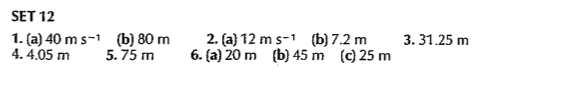 SET 12
1. (a) 40 m s⁻¹ (b) 80 m 2. (a) 12 m s⁻¹ (b) 7.2 m 3. 31.25 m
4. 4.05 m 5. 75 m 6. (a) 20 m (b) 45 m (c) 25 m